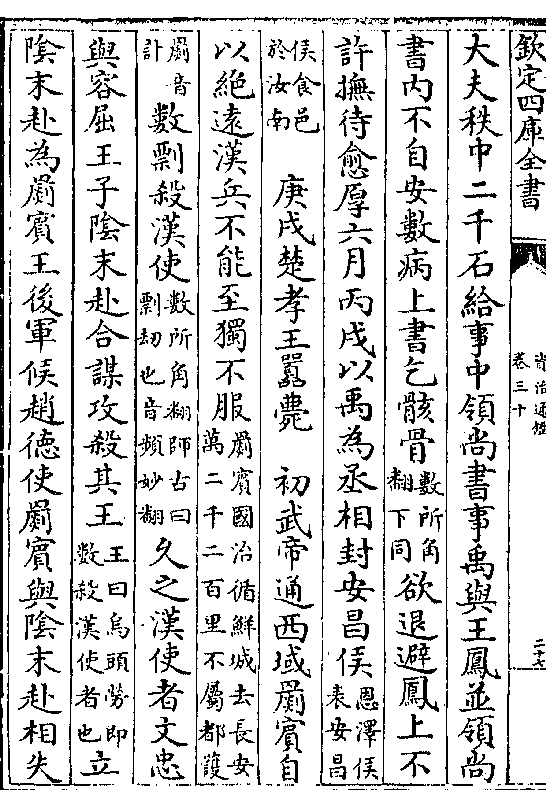 欽定四庫全書
資治通鑑
卷三十
二十七
大夫秩中二千石給事中領尚書事禹與王鳳並領尚
書內不自安數病上書乞骸骨數所角翻下同欲退避鳳上不
許撫待愈厚六月丙戌以禹為丞相封安昌侯恩澤侯表安昌
侯食邑於汝南 庚戌楚孝王囂薨 初武帝通西域罽賓自
以絕遠漢兵不能至獨不服罽賓國治循鮮城去長安萬二千二百里不屬都護
罽音計數剽殺漢使數所角翻師古曰剽劫也音頻妙翻久之漢使者文忠
與容屈王子陰末赴合謀攻殺其王王曰烏頭勞即數殺漢使者也立
陰末赴為罽賓王後軍候趙德使罽賓與陰末赴相失